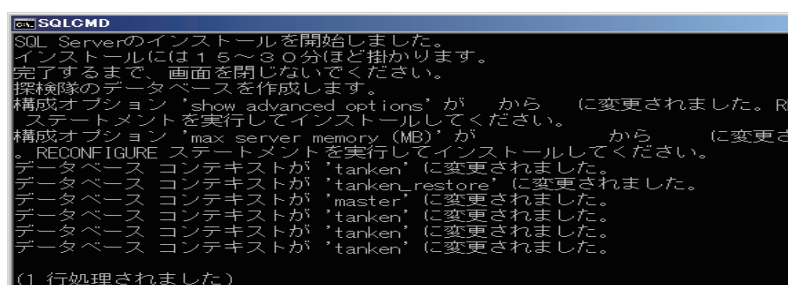 SQLCMD
SQL Serverのインストールを開始しました。
インストールには15～30分ほど掛かります。
完了するまで、画面を閉じないでください。
探検隊のデータベースを作成します。
構成オプション 'show advanced options' が から に変更されました。R
ステートメントを実行してインストールしてください。
構成オプション 'max server memory (MB)' が から に変更さ
。RECONFIGURE ステートメントを実行してインストールしてください。
データベース コンテキストが 'tanken' に変更されました。
データベース コンテキストが 'tanken_restore' に変更されました。
データベース コンテキストが 'master' に変更されました。
データベース コンテキストが 'tanken' に変更されました。
データベース コンテキストが 'tanken' に変更されました。
データベース コンテキストが 'tanken' に変更されました。
(1 行処理されました)